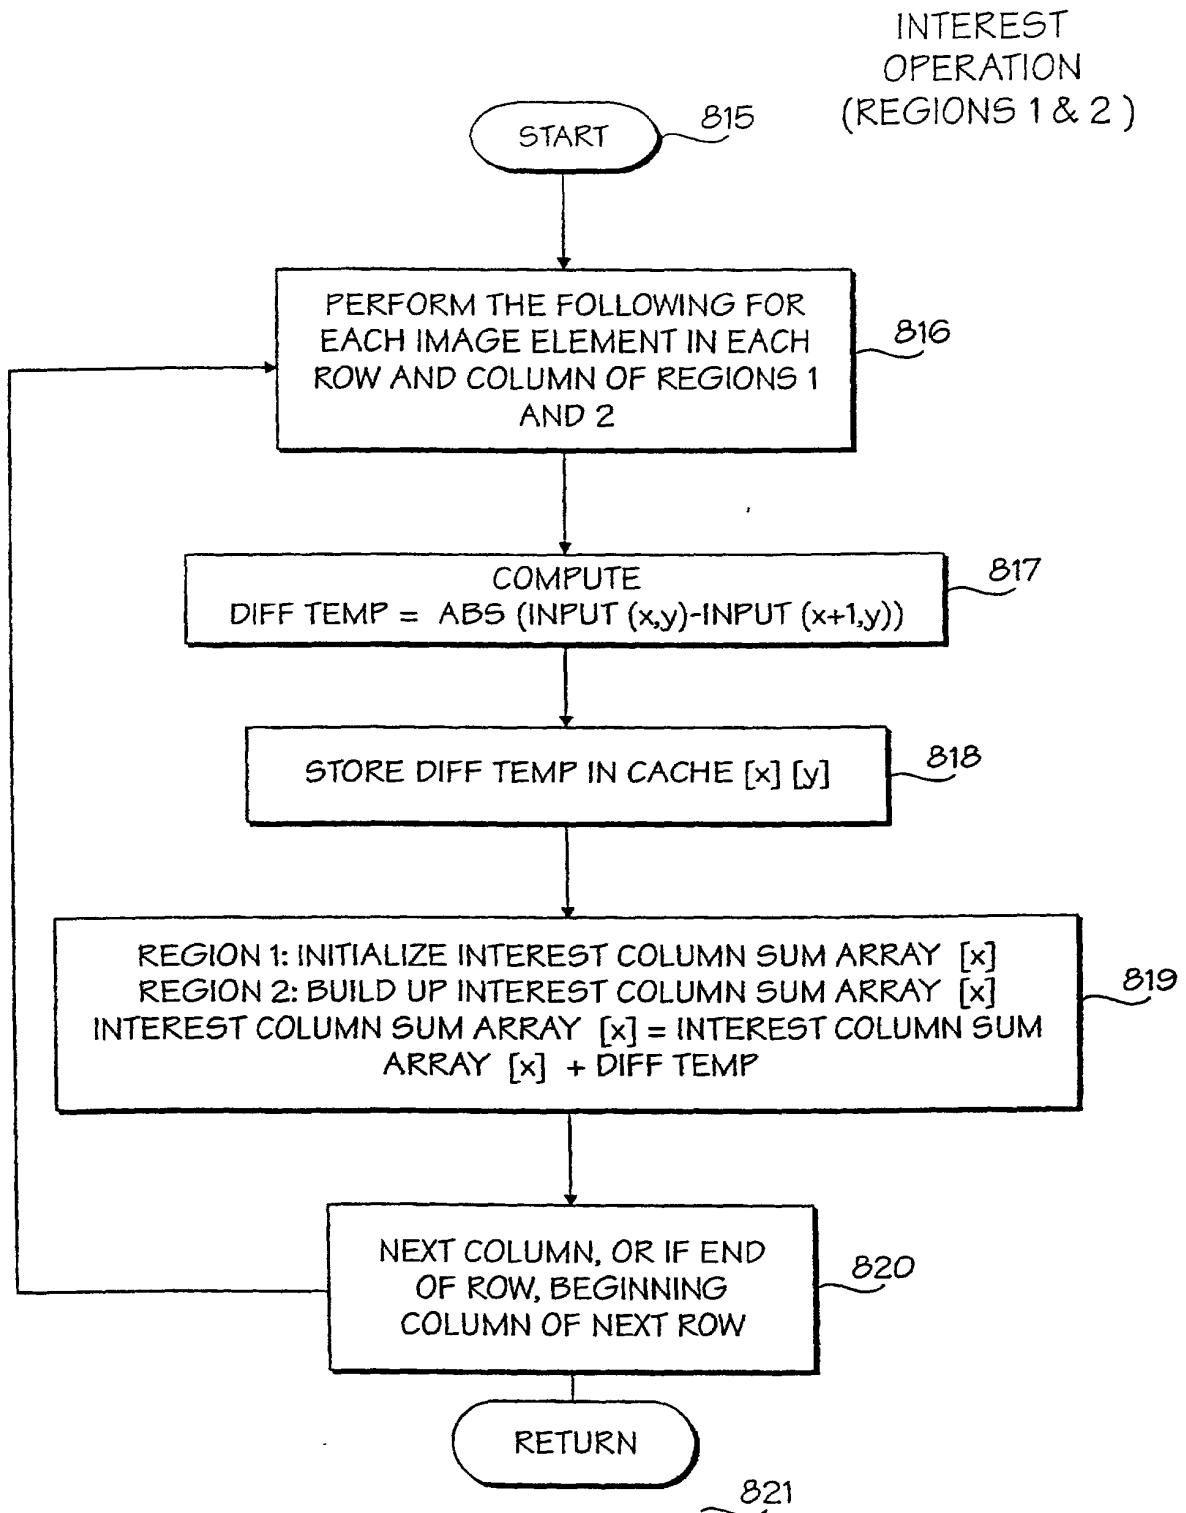 INTEREST
OPERATION
(REGIONS 1 & 2 )
START
815
PERFORM THE FOLLOWING FOR
EACH IMAGE ELEMENT IN EACH
ROW AND COLUMN OF REGIONS 1
AND 2
816
COMPUTE
DIFF TEMP = ABS (INPUT (x,y)-INPUT (x+1,y))
817
STORE DIFF TEMP IN CACHE [x] [y]
818
REGION 1: INITIALIZE INTEREST COLUMN SUM ARRAY [x]
REGION 2: BUILD UP INTEREST COLUMN SUM ARRAY [x]
INTEREST COLUMN SUM ARRAY [x] = INTEREST COLUMN SUM
ARRAY [x] + DIFF TEMP
819
NEXT COLUMN, OR IF END
OF ROW, BEGINNING
COLUMN OF NEXT ROW
820
RETURN
821